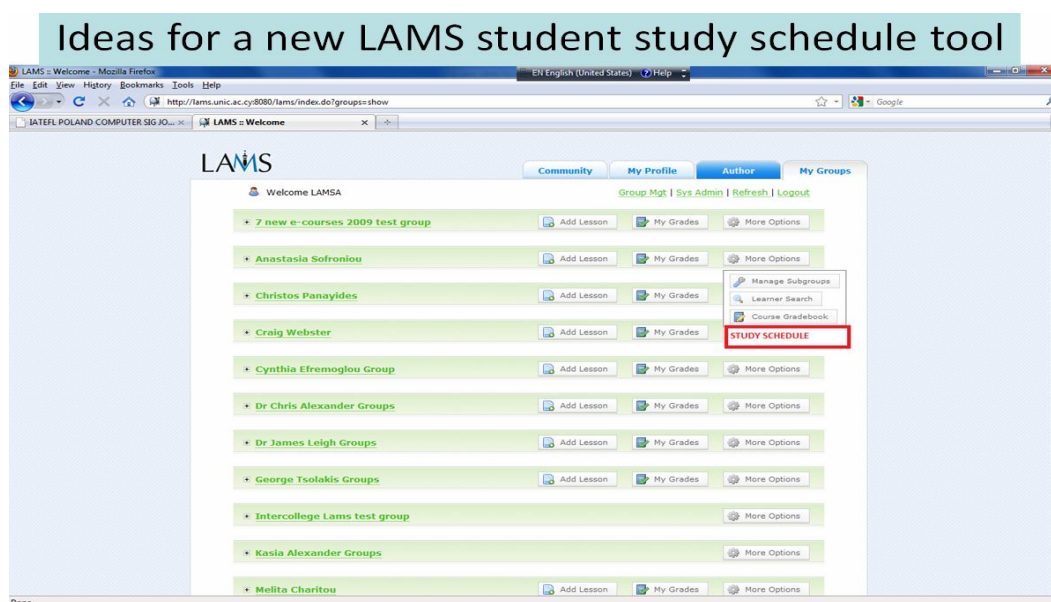 Ideas for a new LAMS student study schedule tool
LAMS :: Welcome - Mozilla Firefox
EN English (United States) Help
File Edit View History Bookmarks Tools Help
http://lams.unic.ac.cy:8080/lams/index.do?groups=show
Google
IATEFL POLAND COMPUTER SIG JO... LAMS :: Welcome
LAMS
Community My Profile Author My Groups
Welcome LAMSA Group Mgt | Sys Admin | Refresh | Logout
7 new e-courses 2009 test group Add Lesson My Grades More Options
Anastasia Sofroniou Add Lesson My Grades More Options
Manage Subgroups
Christos Panayides Add Lesson My Grades Learner Search
Course Gradebook
Craig Webster Add Lesson My Grades STUDY SCHEDULE
Cynthia Efremoglou Group Add Lesson My Grades More Options
Dr Chris Alexander Groups Add Lesson My Grades More Options
Dr James Leigh Groups Add Lesson My Grades More Options
George Tsolakis Groups Add Lesson My Grades More Options
Intercollege Lams test group More Options
Kasia Alexander Groups More Options
Melita Charitou Add Lesson My Grades More Options